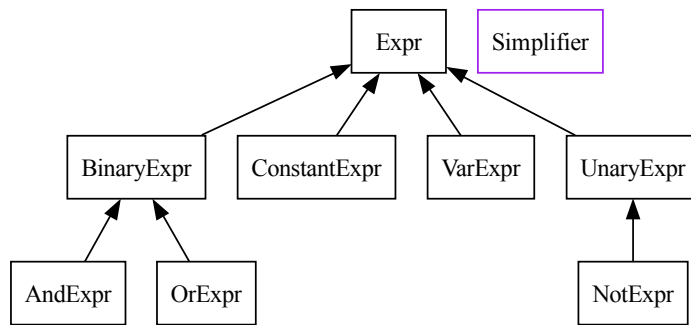 Expr
Simplifier
BinaryExpr
ConstantExpr
VarExpr
UnaryExpr
AndExpr
OrExpr
NotExpr